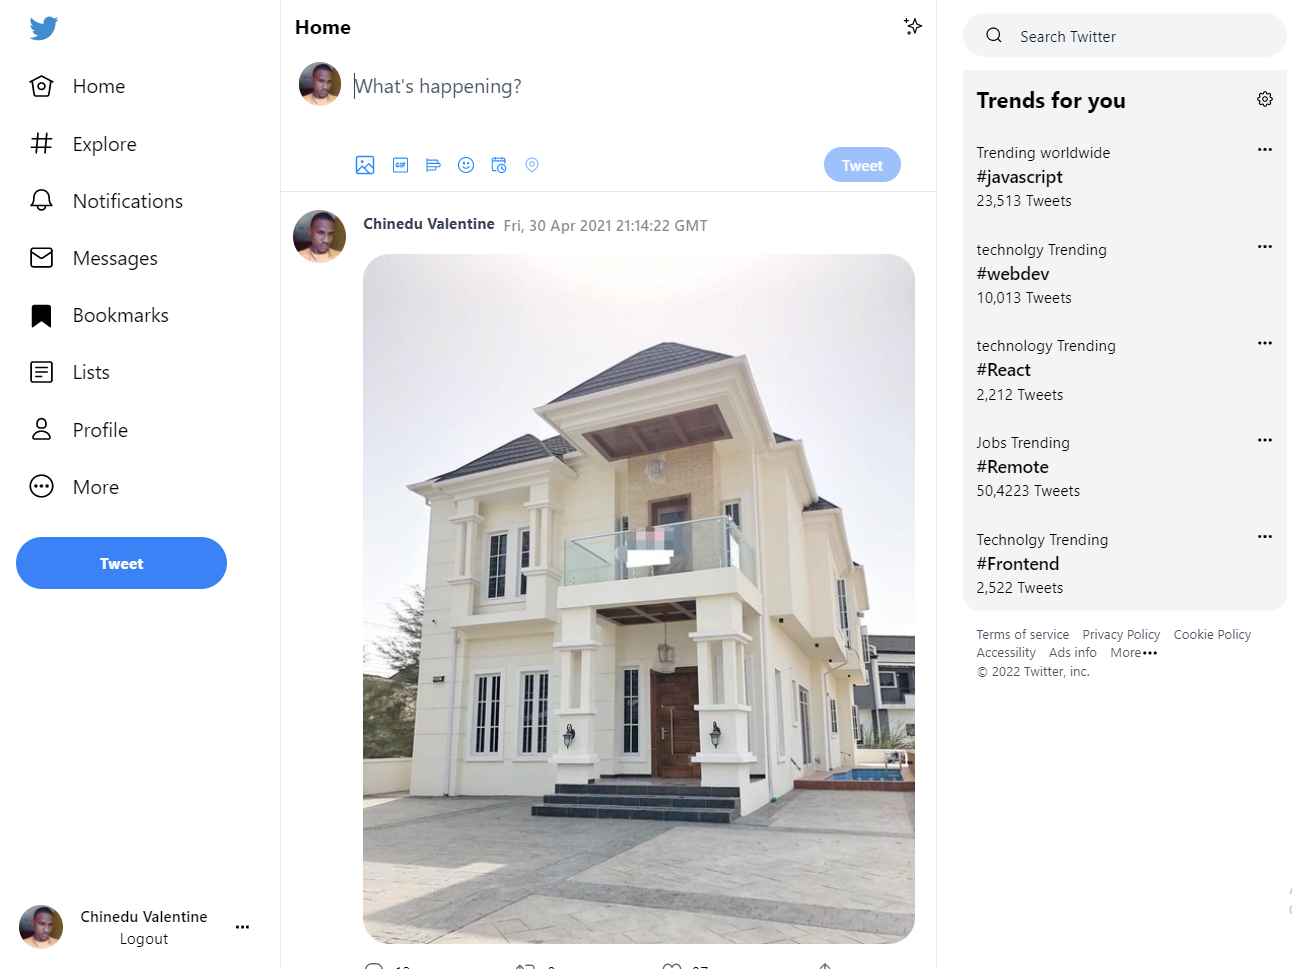 Home
Explore
Notifications
Messages
Bookmarks
Lists
Profile
More
Tweet
Chinedu Valentine
Logout
Home
What's happening?
GIF
Tweet
Chinedu Valentine Fri, 30 Apr 2021 21:14:22 GMT
Search Twitter
Trends for you
Trending worldwide
#javascript
23,513 Tweets
technolgy Trending
#webdev
10,013 Tweets
technology Trending
#React
2,212 Tweets
Jobs Trending
#Remote
50,4223 Tweets
Technolgy Trending
#Frontend
2,522 Tweets
Terms of service Privacy Policy Cookie Policy
Accessility Ads info More•••
© 2022 Twitter, inc.